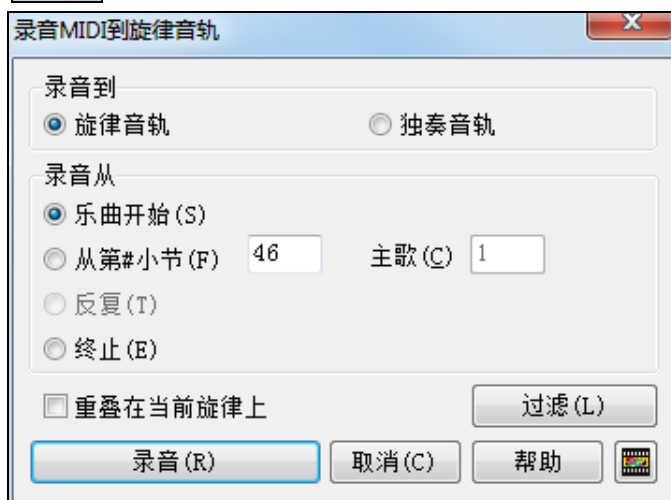 录音MIDI到旋律音轨
录音到
旋律音轨 独奏音轨
录音从
乐曲开始(S)
从第#小节(F) 46 主歌(C) 1
反复(T)
终止(E)
重叠在当前旋律上 过滤(L)
录音(R) 取消(C) 帮助